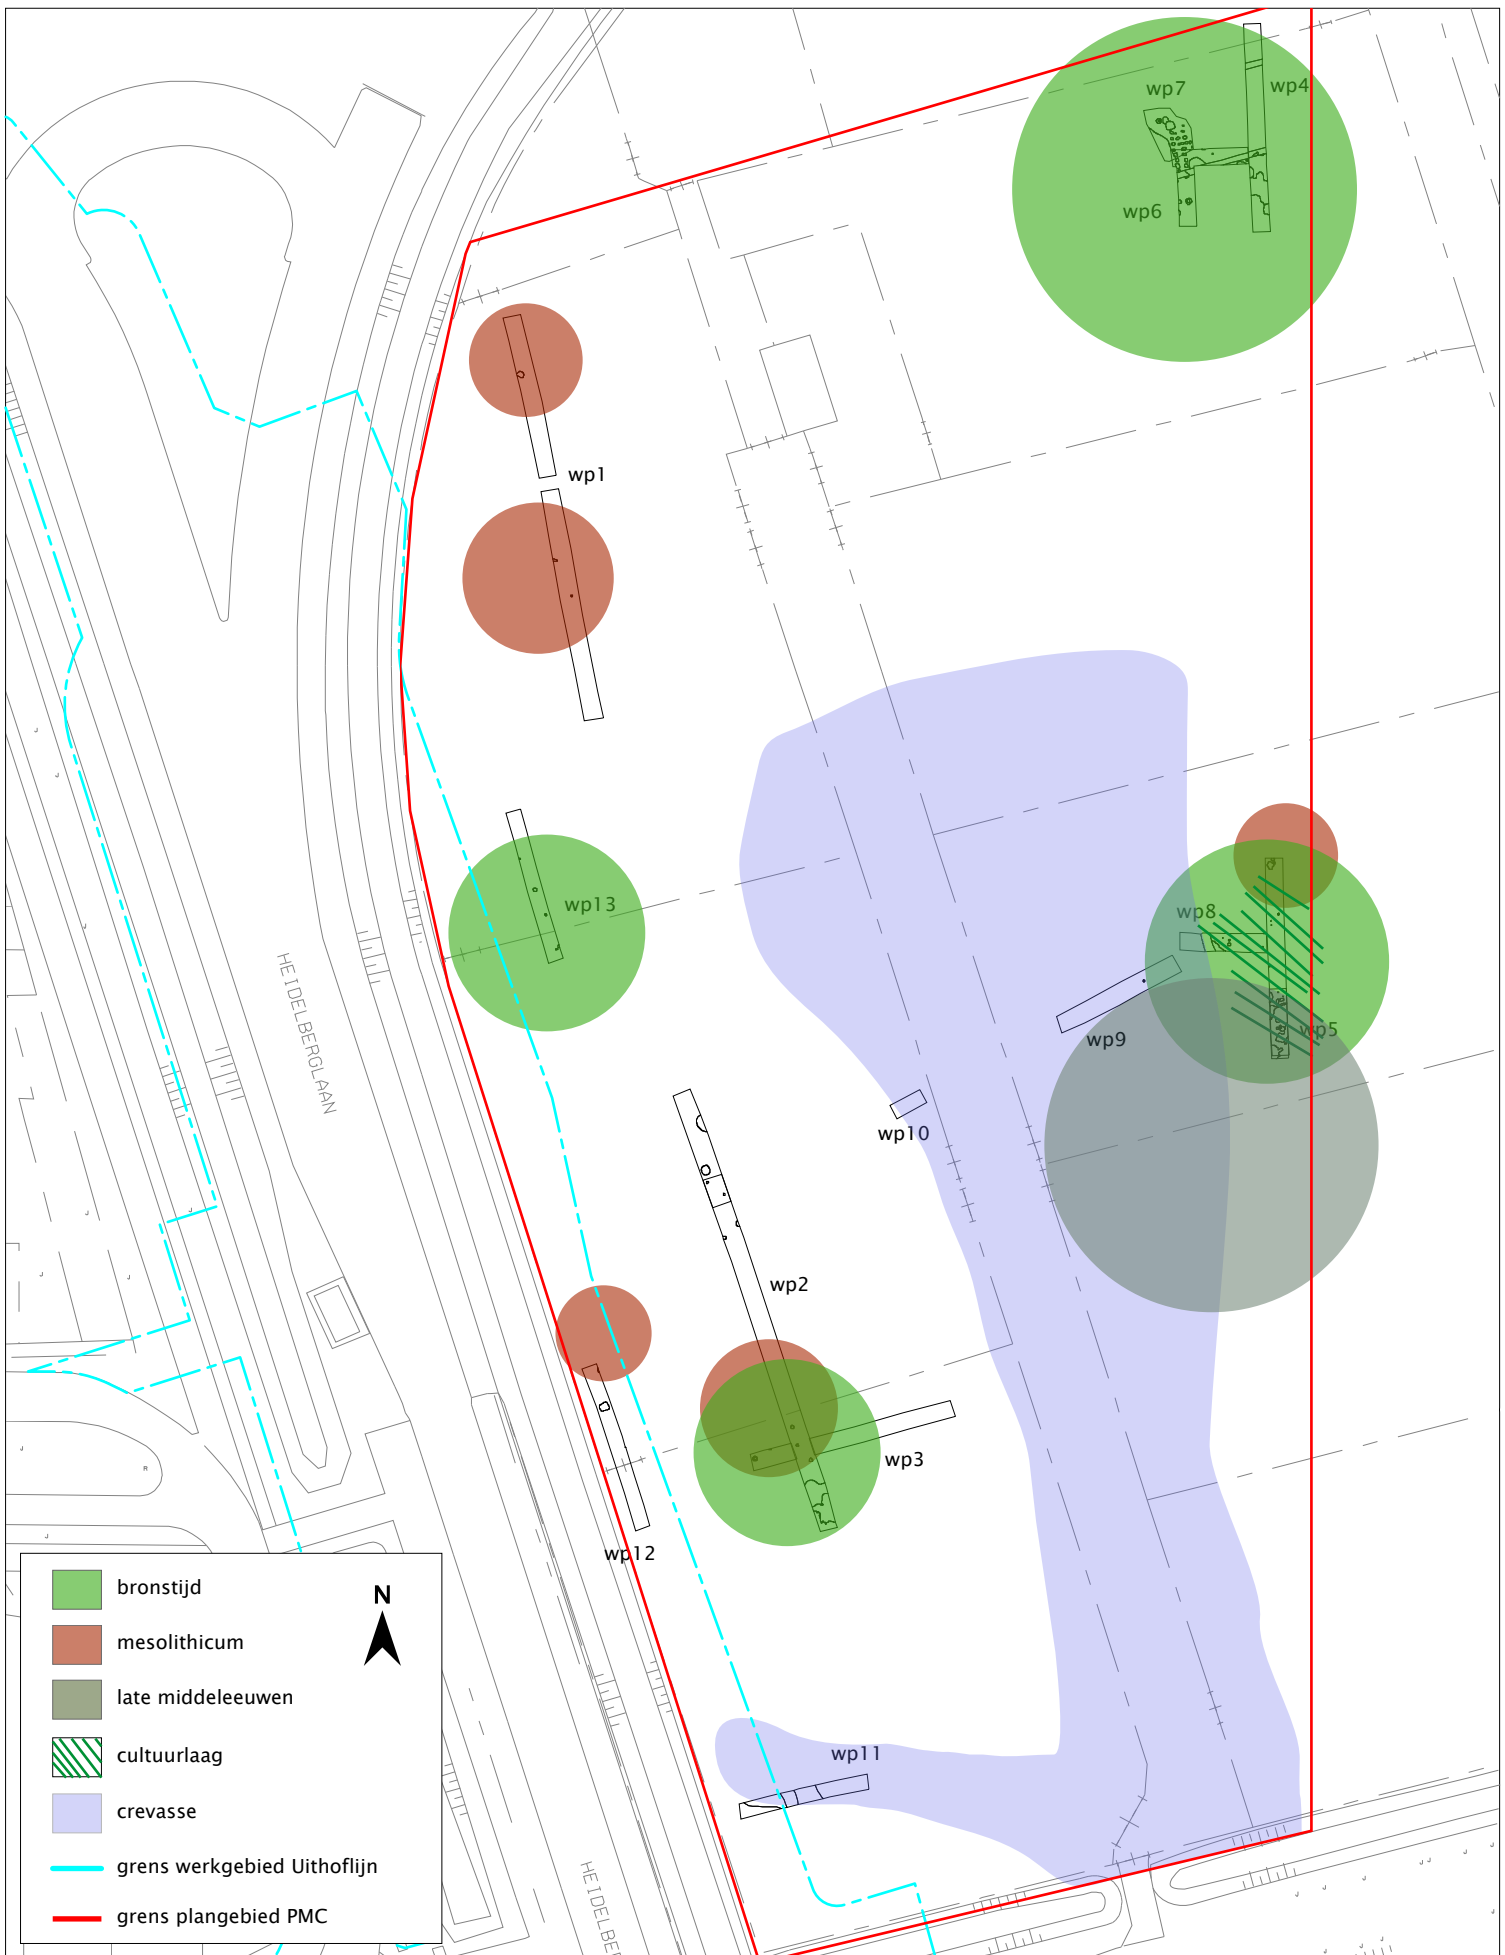 wp7
wp4
wp6
wp1
wp13
wp8
wp5
wp9
wp10
HEIDELBERGLAAN
wp2
wp3
wp12
R
wp11
HEIDELBE
bronstijd
mesolithicum
late middeleeuwen
cultuurlaag
crevasse
grens werkgebied Uithoflijn
grens plangebied PMC
N